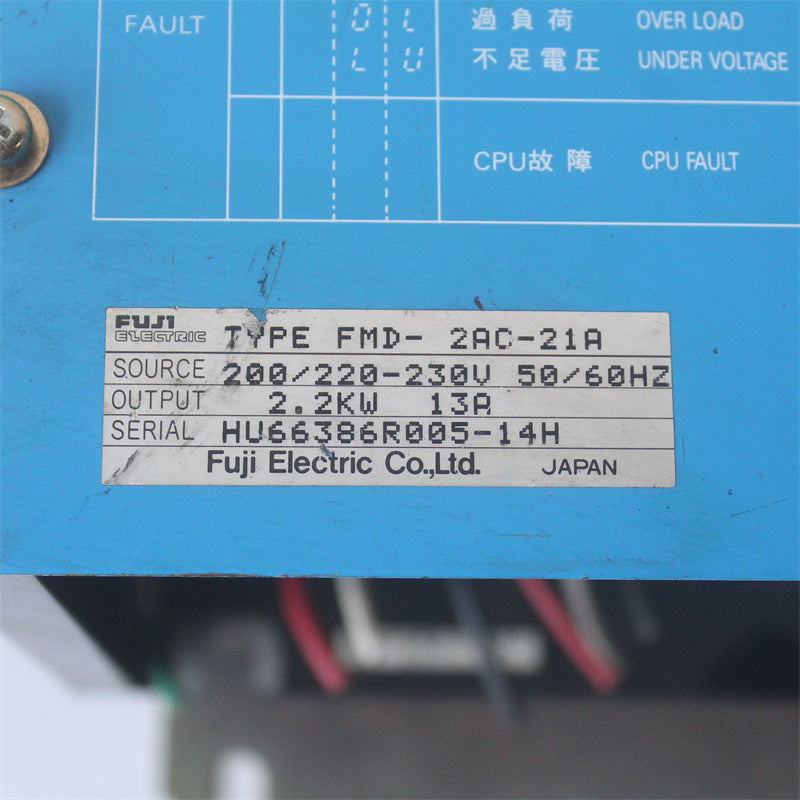 FAULT
OL 過負荷 OVER LOAD
LU 不足電圧 UNDER VOLTAGE
CPU故障 CPU FAULT
FUJI
ELECTRIC
TYPE FMD- 2AC-21A
SOURCE 200/220-230V 50/60HZ
OUTPUT 2.2KW 13A
SERIAL HU66386R005-14H
Fuji Electric Co.,Ltd. JAPAN